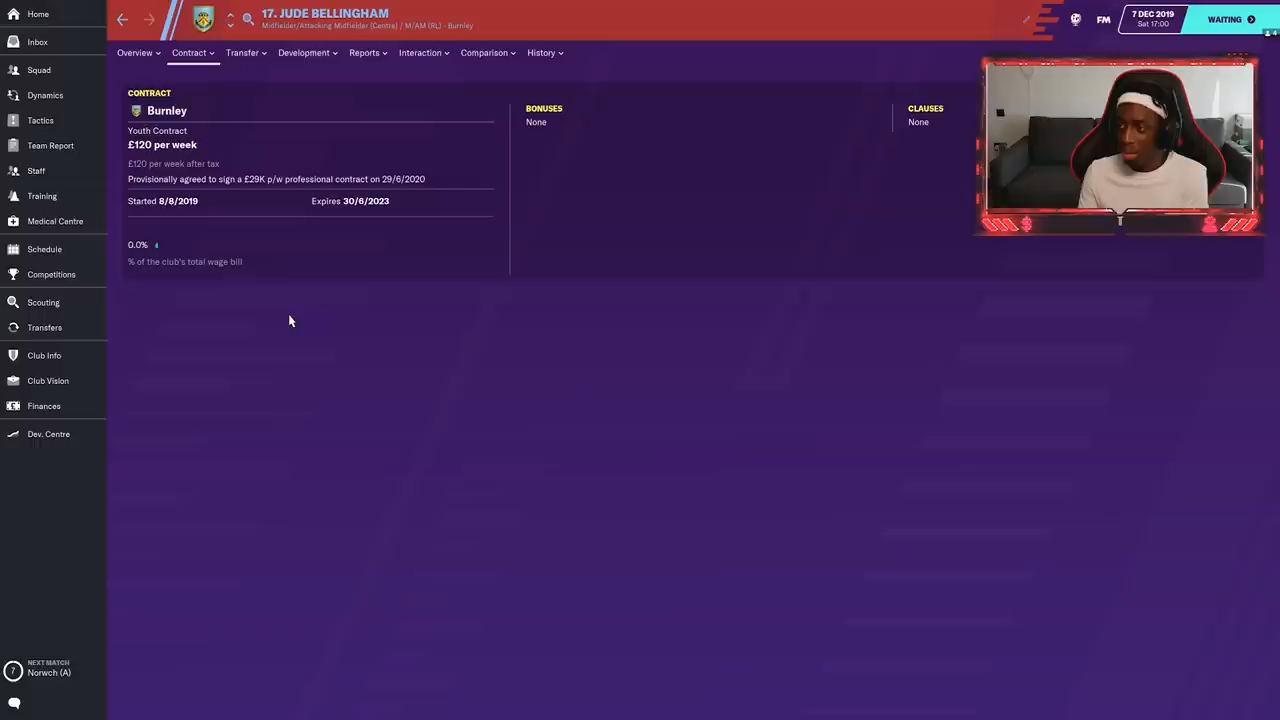 Home
Inbox
Squad
Dynamics
Tactics
Team Report
Staff
Training
Medical Centre
Schedule
Competitions
Scouting
Transfers
Club Info
Club Vision
Finances
Dev. Centre
7
NEXT MATCH
Norwch (A)
17. JUDE BELLINGHAM
Midfielder/Attacking Midfielder (Centre) / M/AM (RL) - Burnley
FM
7 DEC 2019
Sat 17:00
WAITING
4
Overview
Contract
Transfer
Development
Reports
Interaction
Comparison
History
CONTRACT
Burnley
Youth Contract
£120 per week
£120 per week after tax
Provisionally agreed to sign a £29K p/w professional contract on 29/6/2020
Started 8/8/2019 Expires 30/6/2023
0.0%
% of the club's total wage bill
BONUSES
None
CLAUSES
None